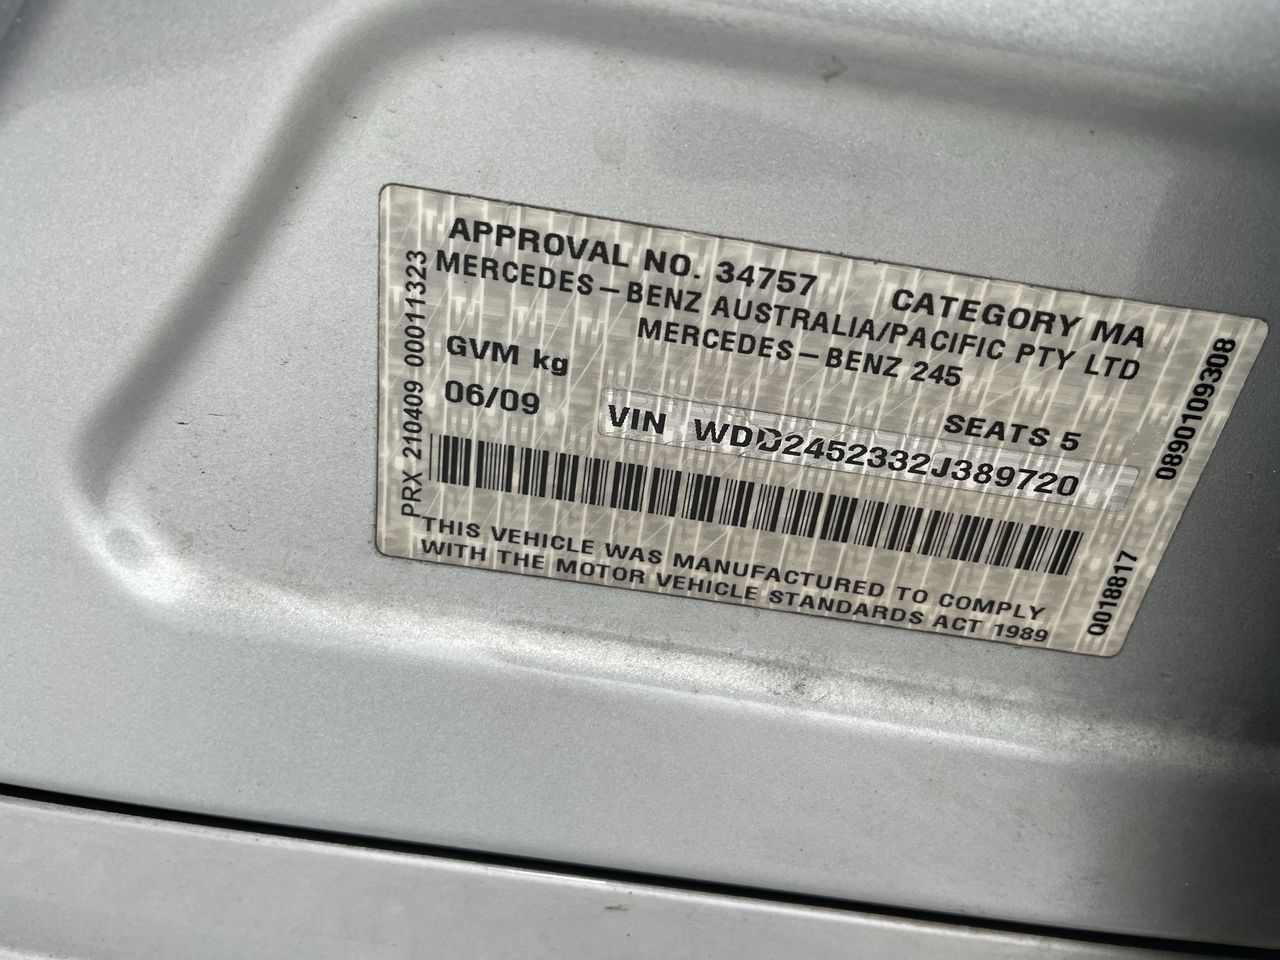 APPROVAL NO. 34757 CATEGORY MA
MERCEDES-BENZ AUSTRALIA/PACIFIC PTY LTD
MERCEDES-BENZ 245
GVM kg
06/09
SEATS 5
VIN WDD2452332J389720
THIS VEHICLE WAS MANUFACTURED TO COMPLY
WITH THE MOTOR VEHICLE STANDARDS ACT 1989
PRX 210409 00011323
0890109308
Q018817